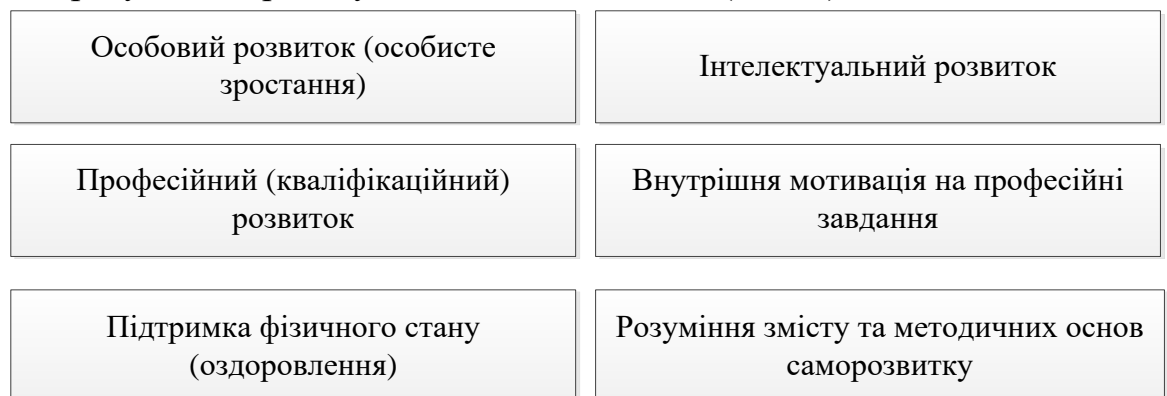 Особовий розвиток (особисте
зростання)
Інтелектуальний розвиток
Професійний (кваліфікаційний)
розвиток
Внутрішня мотивація на професійні
завдання
Підтримка фізичного стану
(оздоровлення)
Розуміння змісту та методичних основ
саморозвитку